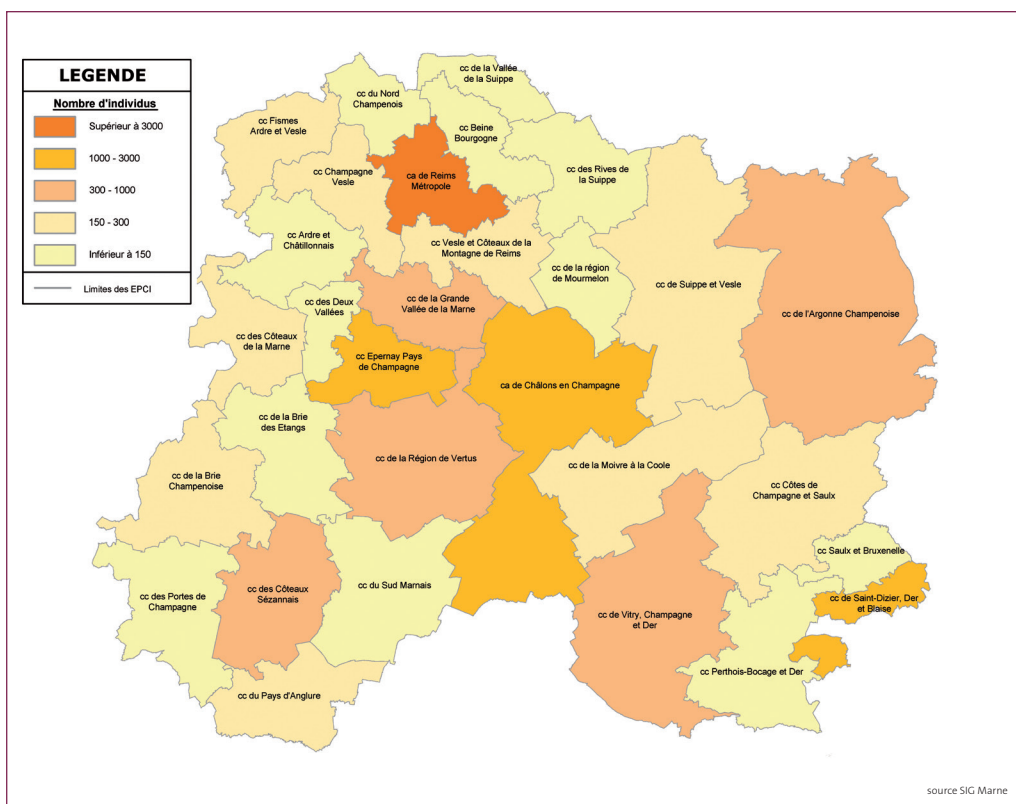 LEGENDE
Nombre d'individus
Supérieur à 3000
1000 - 3000
300 - 1000
150 - 300
Inférieur à 150
Limites des EPCI
cc de la Vallée
de la Suippe
cc du Nord
Champenois
cc Fismes
Ardre et Vesle
cc Beine
Bourgogne
cc Champagne
Vesle
ca de Reims
Métropole
cc des Rives de
la Suippe
cc Ardre et
Châtillonnais
cc Vesle et Côteaux de la
Montagne de Reims
cc de la région
de Mourmelon
cc de Suippe et Vesle
cc des Deux
Vallées
cc de la Grande
Vallée de la Marne
cc de l'Argonne Champenoise
cc des Côteaux
de la Marne
cc Epernay Pays
de Champagne
ca de Châlons en Champagne
cc de la Brie
des Etangs
cc de la Région de Vertus
cc de la Moivre à la Coole
cc de la Brie
Champenoise
cc Côtes de
Champagne et Saulx
cc Saulx et Bruxenelle
cc des Portes de
Champagne
cc des Côteaux
Sézannais
cc du Sud Marnais
cc de Saint-Dizier, Der
et Blaise
cc de Vitry, Champagne
et Der
cc Perthois-Bocage et Der
cc du Pays d'Anglure
source SIG Marne